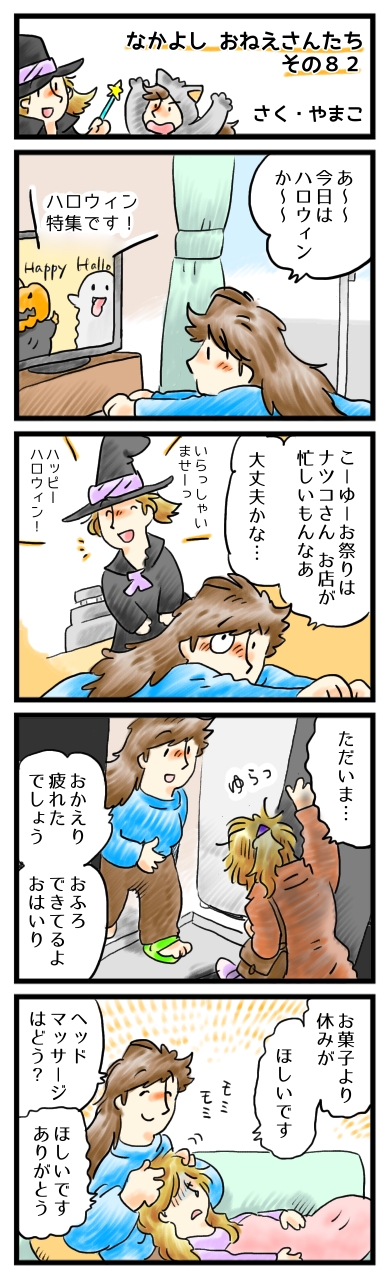 なかよし おねえさんたち
その８２
さく・やまこ
あ〜〜
今日は
ハロウィン
か〜〜
ハロウィン
特集です！
Happy Hallo
こーゆーお祭りは
ナツコさん お店が
忙しいもんなあ
大丈夫かな…
いらっしゃい
ませーっ
ハッピー
ハロウィン！
ただいま…
ゆらっ
おかえり
疲れた
でしょう
おふろ
できてるよ
おはいり
お菓子より
休みが
ほしいです
ヘッド
マッサージ
はどう？
モミ
モミ
ほしいです
ありがとう